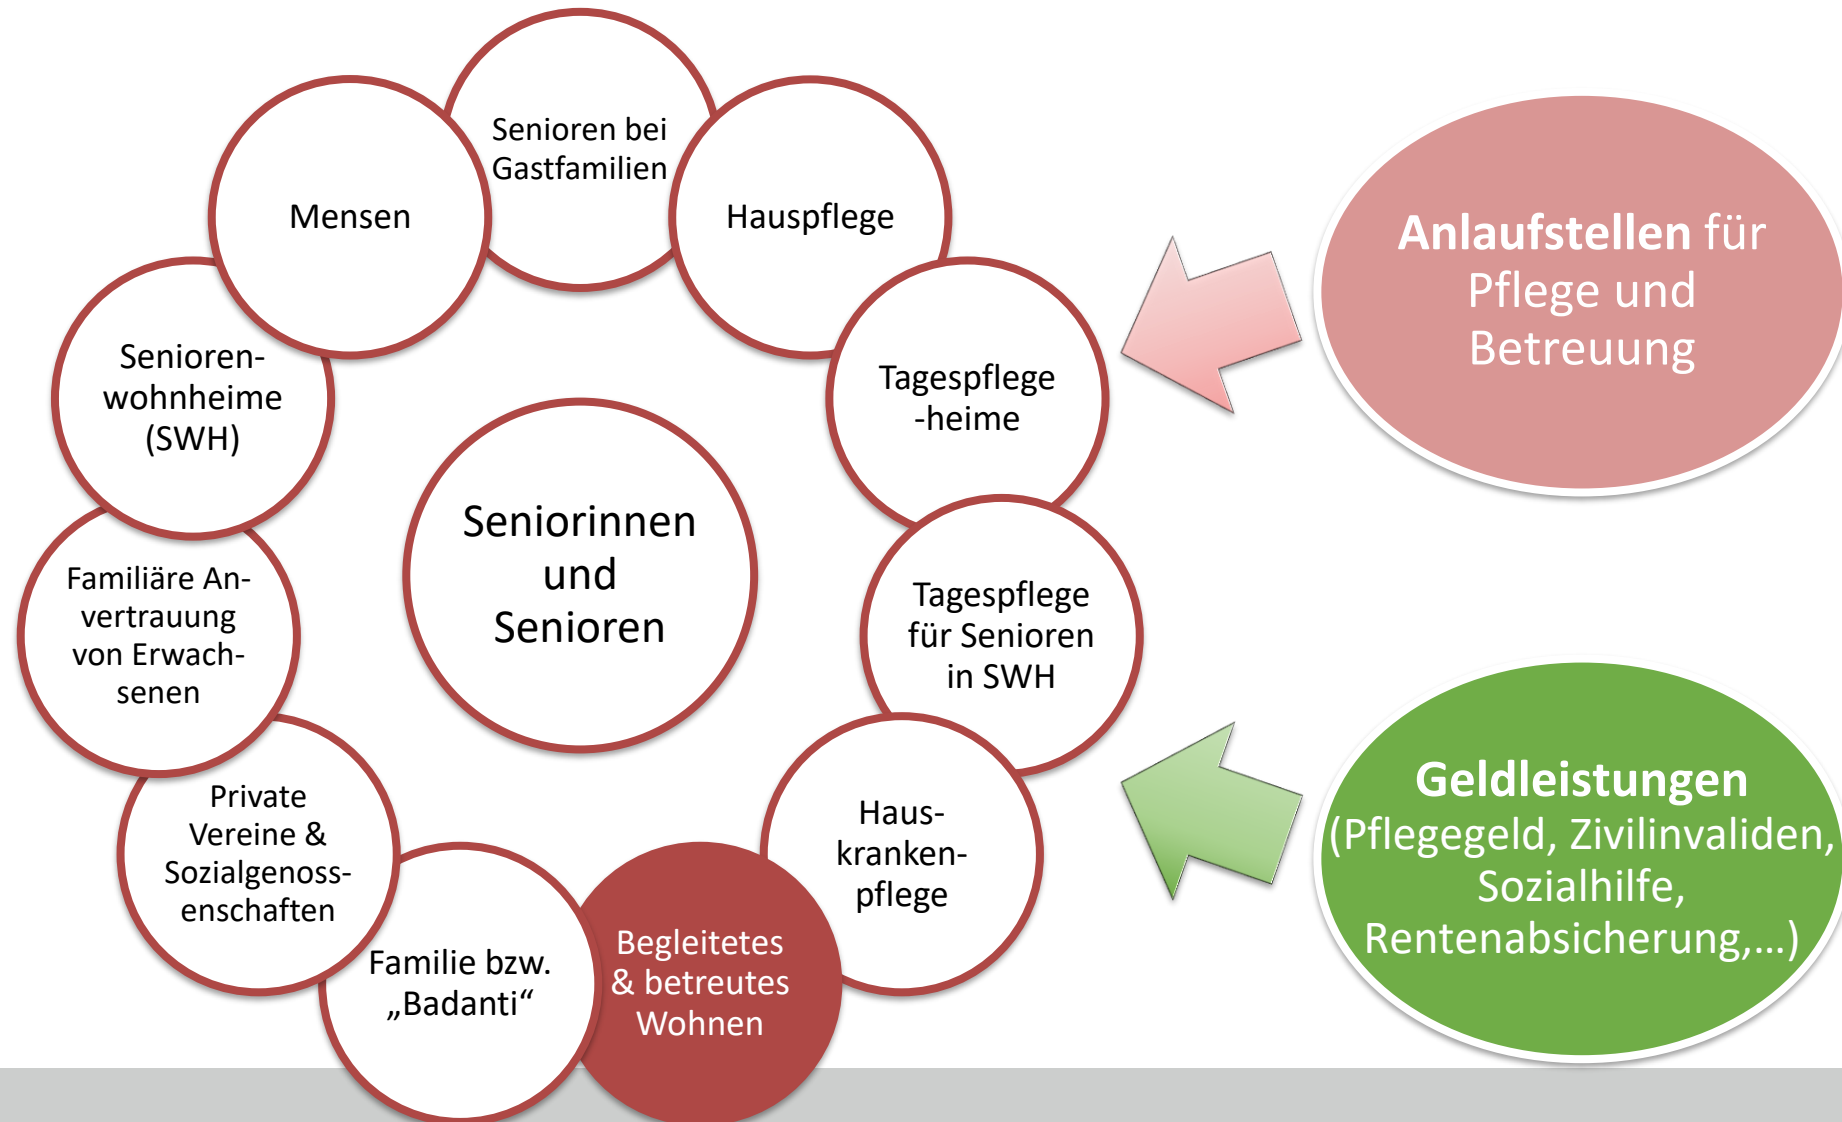 Senioren bei
Gastfamilien
Hauspflege
Tagespflege
-heime
Tagespflege
für Senioren
in SWH
Haus-
kranken-
pflege
Begleitetes
& betreutes
Wohnen
Familie bzw.
„Badanti“
Private
Vereine &
Sozialgenoss-
enschaften
Familiäre An-
vertrauung
von Erwach-
senen
Senioren-
wohnheime
(SWH)
Mensen
Seniorinnen
und
Senioren
Anlaufstellen für
Pflege und
Betreuung
Geldleistungen
(Pflegegeld, Zivilinvaliden,
Sozialhilfe,
Rentenabsicherung,...)